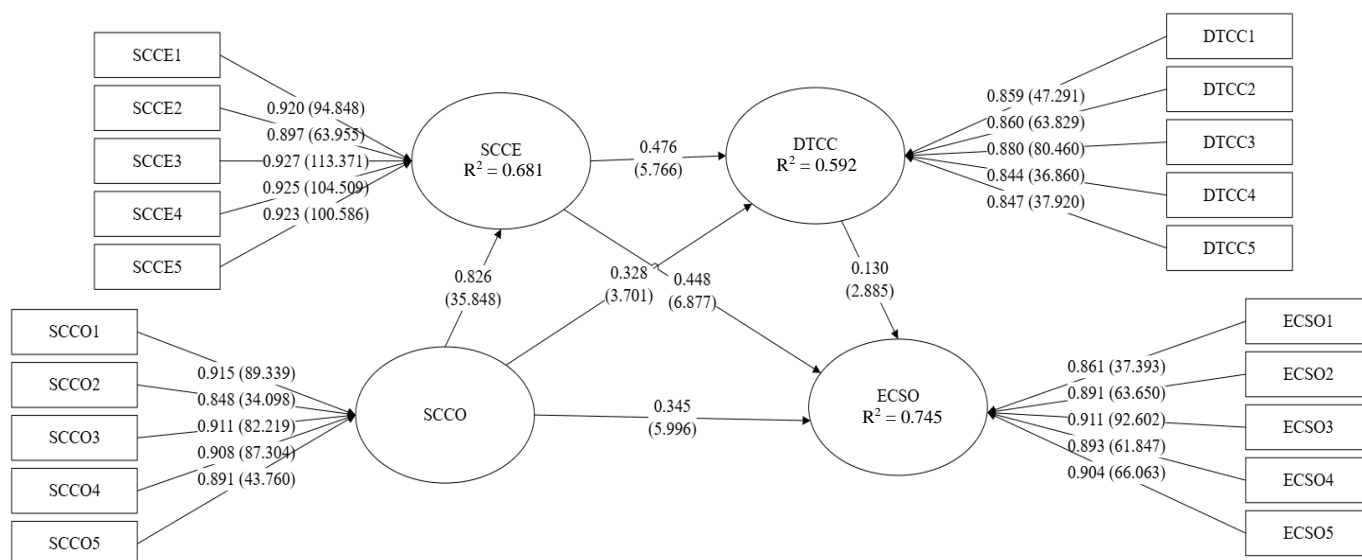 SCCE1
SCCE2
SCCE3
SCCE4
SCCE5
0.920 (94.848)
0.897 (63.955)
0.927 (113.371)
0.925 (104.509)
0.923 (100.586)
SCCE
R² = 0.681
0.476
(5.766)
DTCC
R² = 0.592
0.859 (47.291)
0.860 (63.829)
0.880 (80.460)
0.844 (36.860)
0.847 (37.920)
DTCC1
DTCC2
DTCC3
DTCC4
DTCC5
0.826
(35.848)
0.328
(3.701)
0.448
(6.877)
0.130
(2.885)
SCCO1
SCCO2
SCCO3
SCCO4
SCCO5
0.915 (89.339)
0.848 (34.098)
0.911 (82.219)
0.908 (87.304)
0.891 (43.760)
SCCO
0.345
(5.996)
ECSO
R² = 0.745
0.861 (37.393)
0.891 (63.650)
0.911 (92.602)
0.893 (61.847)
0.904 (66.063)
ECSO1
ECSO2
ECSO3
ECSO4
ECSO5